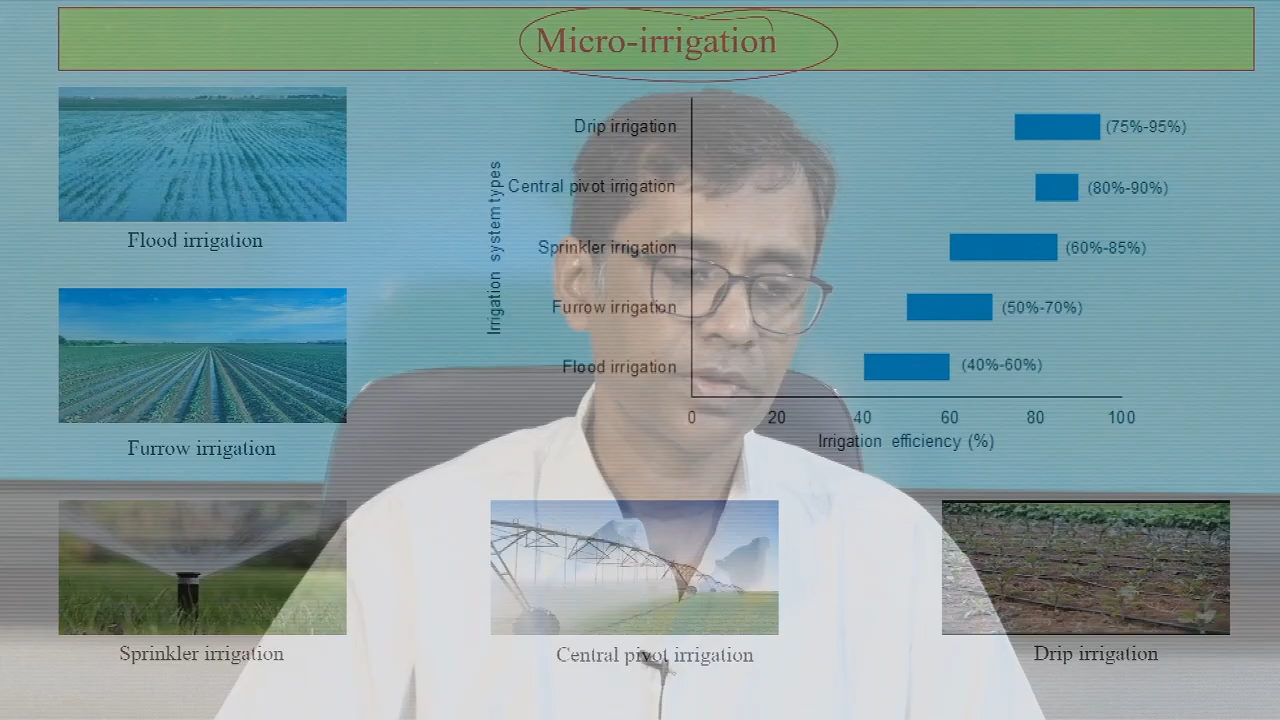 Micro-irrigation
Flood irrigation
Furrow irrigation
Irrigation system types
Drip irrigation
(75%-95%)
Central pivot irrigation
(80%-90%)
Sprinkler irrigation
(60%-85%)
Furrow irrigation
(50%-70%)
Flood irrigation
(40%-60%)
0 20 40 60 80 100
Irrigation efficiency (%)
Sprinkler irrigation
Central pivot irrigation
Drip irrigation